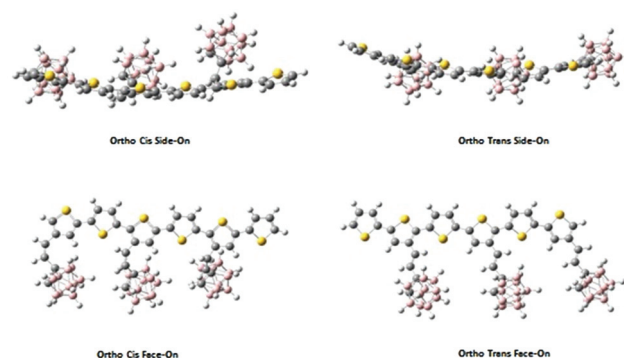 Ortho Cis Side-On
Ortho Trans Side-On
Ortho Cis Face-On
Ortho Trans Face-On